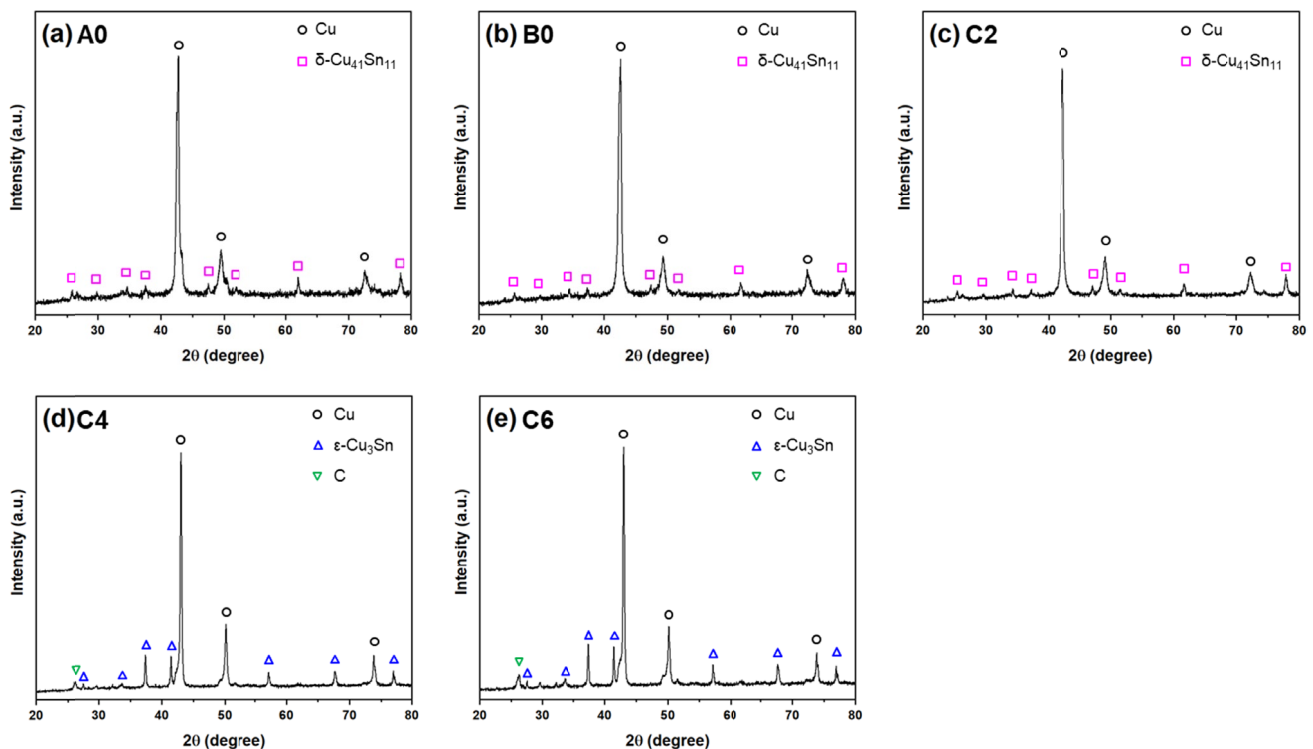 (a) A0
Cu
δ-Cu₄₁Sn₁₁
Intensity (a.u.)
20 30 40 50 60 70 80
2θ (degree)
(b) B0
Cu
δ-Cu₄₁Sn₁₁
Intensity (a.u.)
20 30 40 50 60 70 80
2θ (degree)
(c) C2
Cu
δ-Cu₄₁Sn₁₁
Intensity (a.u.)
20 30 40 50 60 70 80
2θ (degree)
(d) C4
Cu
ε-Cu₃Sn
C
Intensity (a.u.)
20 30 40 50 60 70 80
2θ (degree)
(e) C6
Cu
ε-Cu₃Sn
C
Intensity (a.u.)
20 30 40 50 60 70 80
2θ (degree)